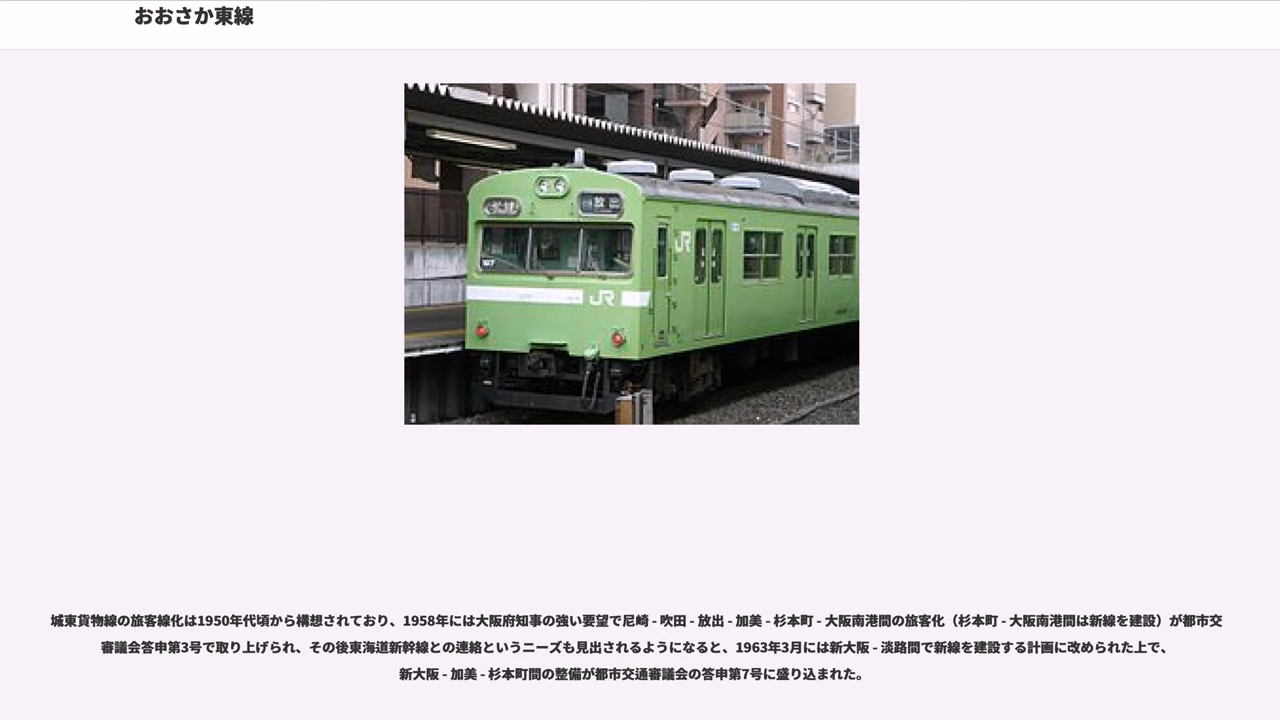 おおさか東線
放出
JR
JR
城東貨物線の旅客線化は1950年代頃から構想されており、1958年には大阪府知事の強い要望で尼崎 - 吹田 - 放出 - 加美 - 杉本町 - 大阪南港間の旅客化（杉本町 - 大阪南港間は新線を建設）が都市交
審議会答申第3号で取り上げられ、その後東海道新幹線との連絡というニーズも見出されるようになると、1963年3月には新大阪 - 淡路間で新線を建設する計画に改められた上で、
新大阪 - 加美 - 杉本町間の整備が都市交通審議会の答申第7号に盛り込まれた。